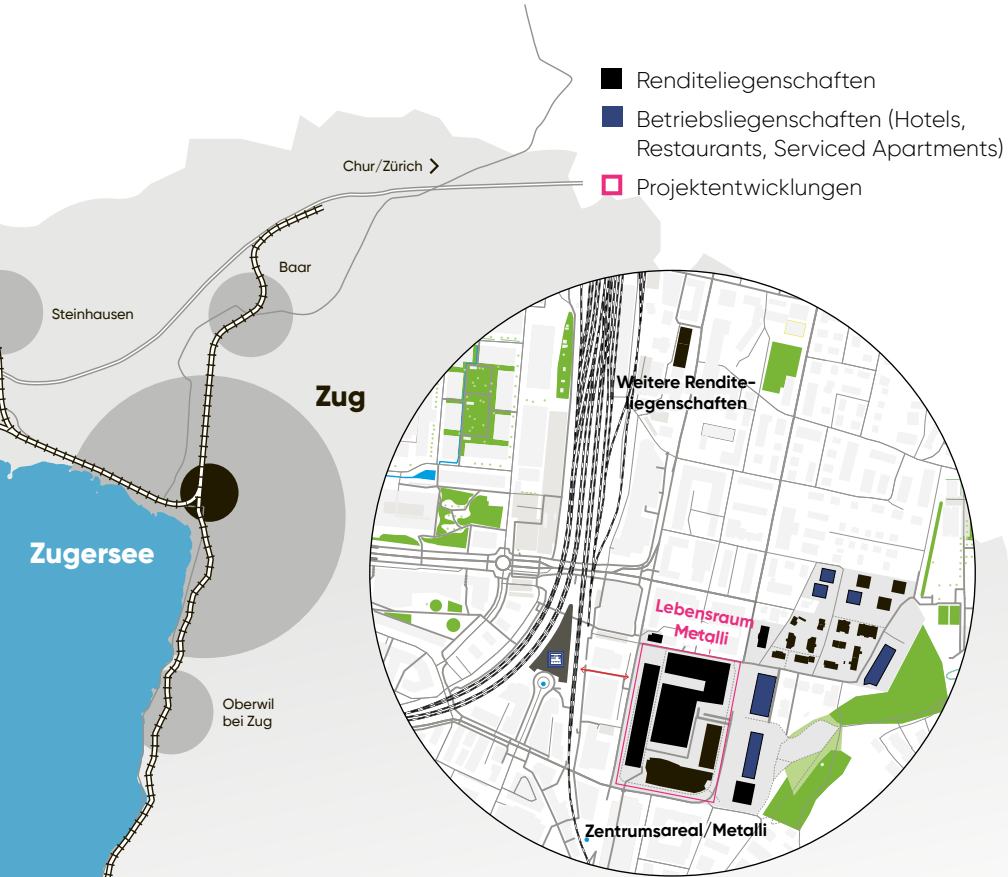 Renditeliegenschaften
Betriebsliegenschaften (Hotels,
Restaurants, Serviced Apartments)
Projektentwicklungen
Chur/Zürich
Baar
Steinhausen
Zug
Zugersee
Oberwil
bei Zug
Weitere Rendite-
liegenschaften
Lebensraum
Metalli
Zentrumsareal/Metalli